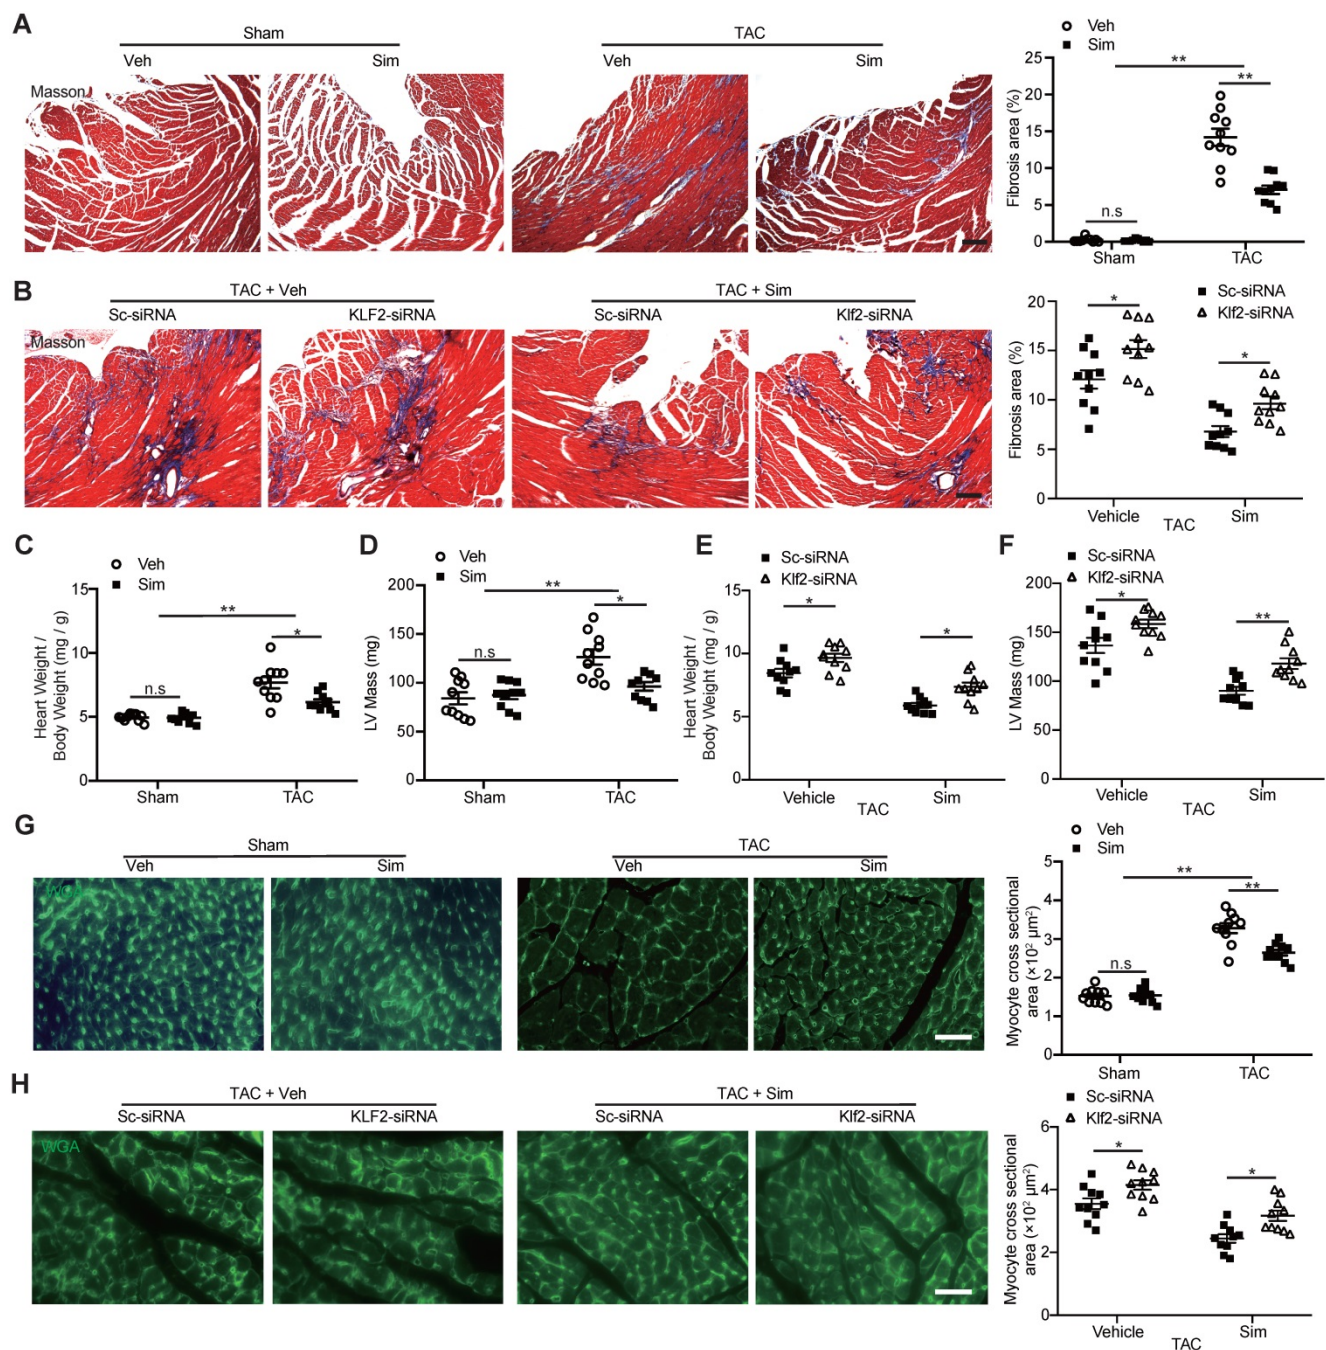 A
Sham
TAC
Veh
Sim
Veh
Sim
Masson
Veh
Sim
Fibrosis area (%)
25
20
15
10
5
0
**
**
n.s
Sham
TAC
B
TAC + Veh
TAC + Sim
Sc-siRNA
KLF2-siRNA
Sc-siRNA
Klf2-siRNA
Masson
Sc-siRNA
Klf2-siRNA
Fibrosis area (%)
20
15
10
5
0
*
*
Vehicle
Sim
TAC
C
Veh
Sim
Heart Weight /
Body Weight (mg / g)
15
10
5
0
**
*
n.s
Sham
TAC
D
Veh
Sim
LV Mass (mg)
200
150
100
50
0
**
*
n.s
Sham
TAC
E
Sc-siRNA
Klf2-siRNA
Heart Weight /
Body Weight (mg / g)
15
10
5
0
*
*
Vehicle
Sim
TAC
F
Sc-siRNA
Klf2-siRNA
LV Mass (mg)
200
150
100
50
0
*
**
Vehicle
Sim
TAC
G
Sham
TAC
Veh
Sim
Veh
Sim
WGA
Veh
Sim
Myocyte cross sectional
area (×10² μm²)
5
4
3
2
1
0
**
**
n.s
Sham
TAC
H
TAC + Veh
TAC + Sim
Sc-siRNA
KLF2-siRNA
Sc-siRNA
Klf2-siRNA
WGA
Sc-siRNA
Klf2-siRNA
Myocyte cross sectional
area (×10² μm²)
6
4
2
0
*
*
Vehicle
Sim
TAC